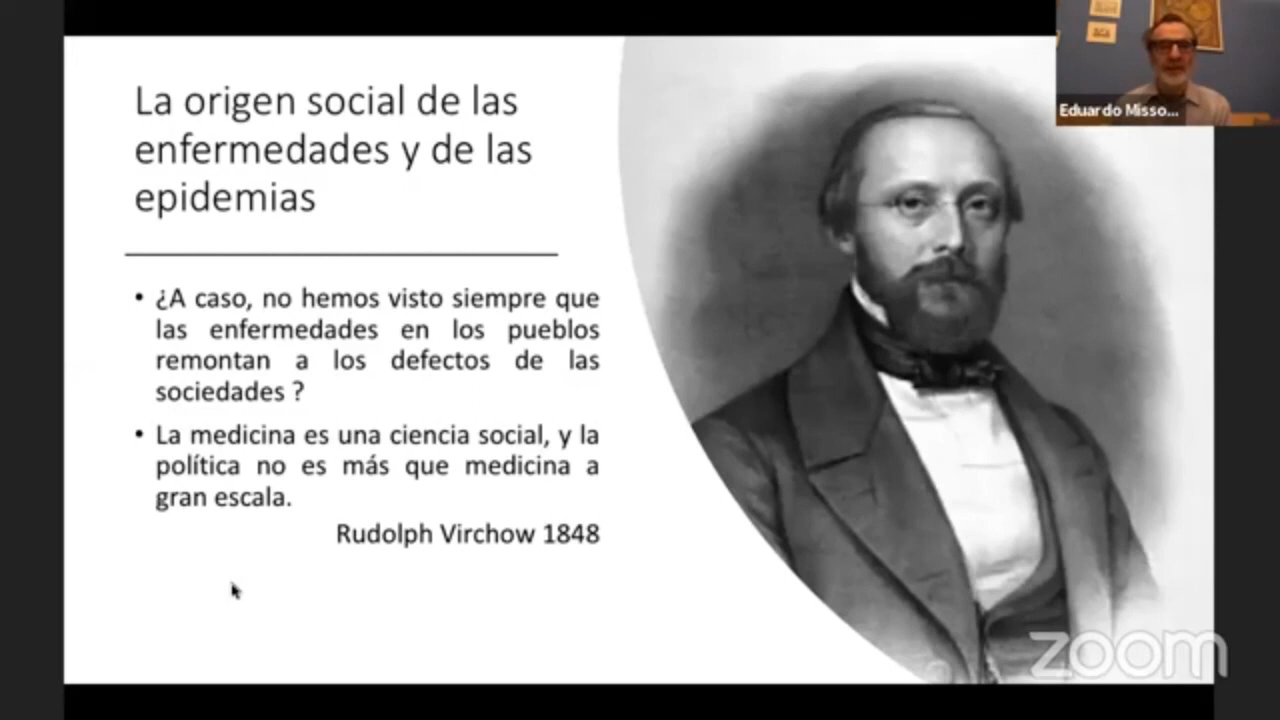 La origen social de las
enfermedades y de las
epidemias
• ¿A caso, no hemos visto siempre que
las enfermedades en los pueblos
remontan a los defectos de las
sociedades ?
• La medicina es una ciencia social, y la
política no es más que medicina a
gran escala.
Rudolph Virchow 1848
Eduardo Misso...
zoom